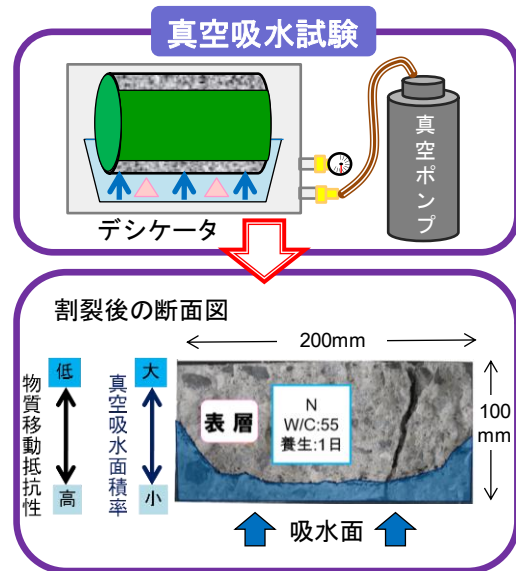 真空吸水試験
真空ポンプ
デシケータ
割裂後の断面図
200mm
物質移動抵抗性
低
高
真空吸水面積率
大
小
表層
N
W/C:55
養生:1日
100
mm
吸水面